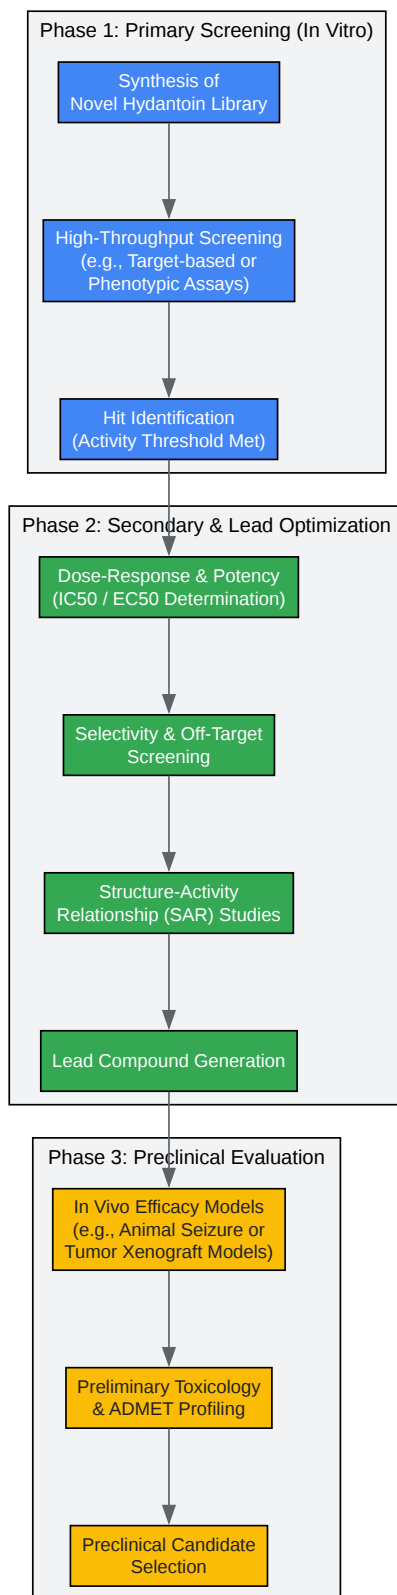 Phase 1: Primary Screening (In Vitro)
Synthesis of
Novel Hydantoin Library
High-Throughput Screening
(e.g., Target-based or
Phenotypic Assays)
Hit Identification
(Activity Threshold Met)
Phase 2: Secondary & Lead Optimization
Dose-Response & Potency
(IC50 / EC50 Determination)
Selectivity & Off-Target
Screening
Structure-Activity
Relationship (SAR) Studies
Lead Compound Generation
Phase 3: Preclinical Evaluation
In Vivo Efficacy Models
(e.g., Animal Seizure or
Tumor Xenograft Models)
Preliminary Toxicology
& ADMET Profiling
Preclinical Candidate
Selection